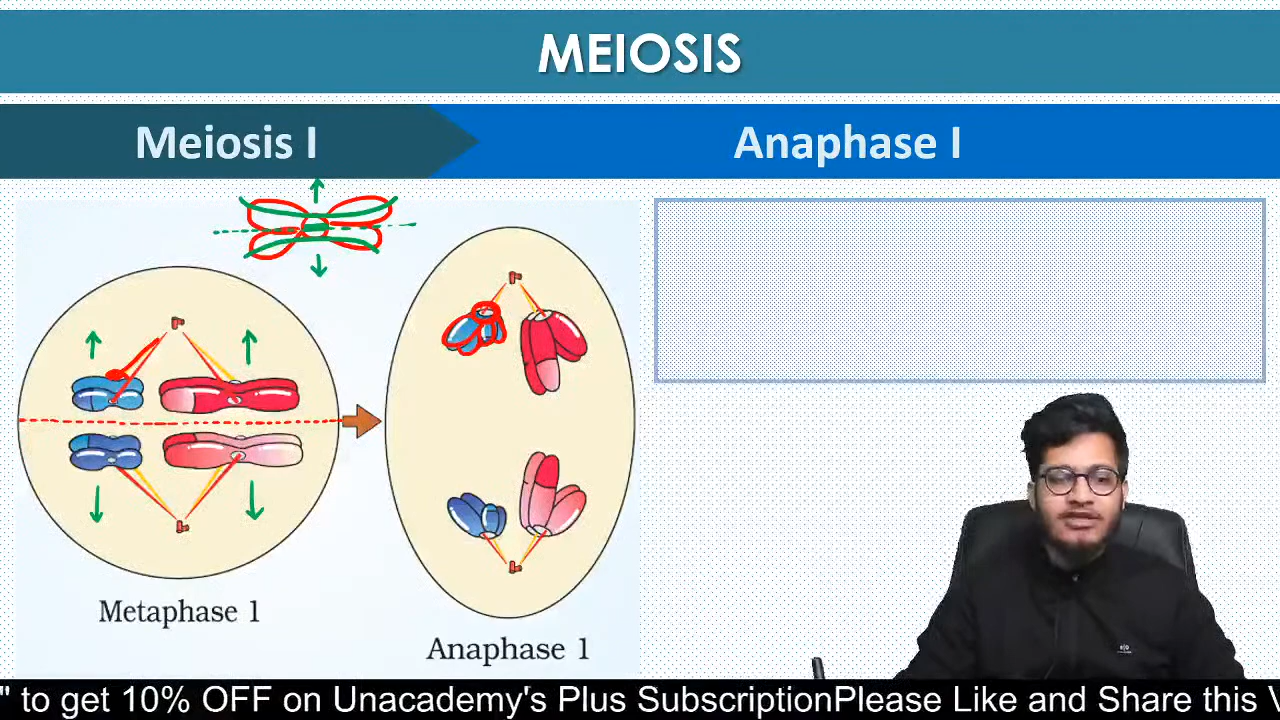 MEIOSIS
Meiosis I
Anaphase I
Metaphase 1
Anaphase 1
" to get 10% OFF on Unacademy's Plus SubscriptionPlease Like and Share this V